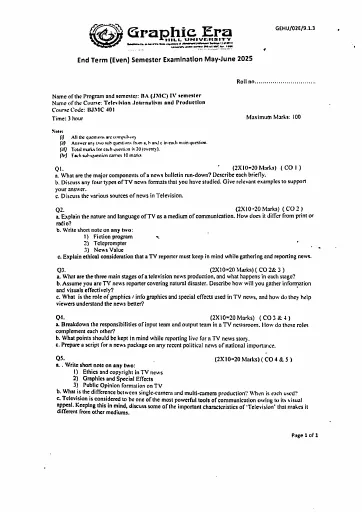 GEHU/02E/9.1.3
Graphic Era
HILL UNIVERSITY
End Term (Even) Semester Examination May-June 2025
Roll no.............................
Name of the Program and semester: BA (JMC) IV semester
Name of the Course: Television Journalism and Production
Course Code: BJMC 401
Time: 3 hour Maximum Marks: 100
Note:
(i) All the questions are compulsory.
(ii) Answer any two sub questions from a, b and c in each main question.
(iii) Total marks for each question is 20 (twenty).
(iv) Each sub-question carries 10 marks.
Q1. (2X10=20 Marks) ( CO 1 )
a. What are the major components of a news bulletin run-down? Describe each briefly.
b. Discuss any four types of TV news formats that you have studied. Give relevant examples to support
your answer.
c. Discuss the various sources of news in Television.
Q2. (2X10=20 Marks) ( CO 2 )
a. Explain the nature and language of TV as a medium of communication. How does it differ from print or
radio?
b. Write short note on any two:
1) Fiction program
2) Teleprompter
3) News Value
c. Explain ethical consideration that a TV reporter must keep in mind while gathering and reporting news.
Q3. (2X10=20 Marks) ( CO 2& 3 )
a. What are the three main stages of a television news production, and what happens in each stage?
b. Assume you are TV news reporter covering natural disaster. Describe how you will gather information
and visuals effectively?
c. What is the role of graphics / info graphics and special effects used in TV news, and how do they help
viewers understand the news better?
Q4. (2X10=20 Marks) ( CO 3 & 4 )
a. Breakdown the responsibilities of input team and output team in a TV newsroom. How do these roles
complement each other?
b. What points should be kept in mind while reporting live for a TV news story.
c. Prepare a script for a news package on any recent political news of national importance.
Q5. (2X10=20 Marks) ( CO 4 & 5 )
a. . Write short note on any two:
1) Ethics and copyright in TV news
2) Graphics and Special Effects
3) Public Opinion formation on TV
b. What is the difference between single-camera and multi-camera production? When is each used?
c. Television is considered to be one of the most powerful tools of communication owing to its visual
appeal. Keeping this in mind, discuss some of the important characteristics of 'Television' that makes it
different from other mediums.
Page 1 of 1